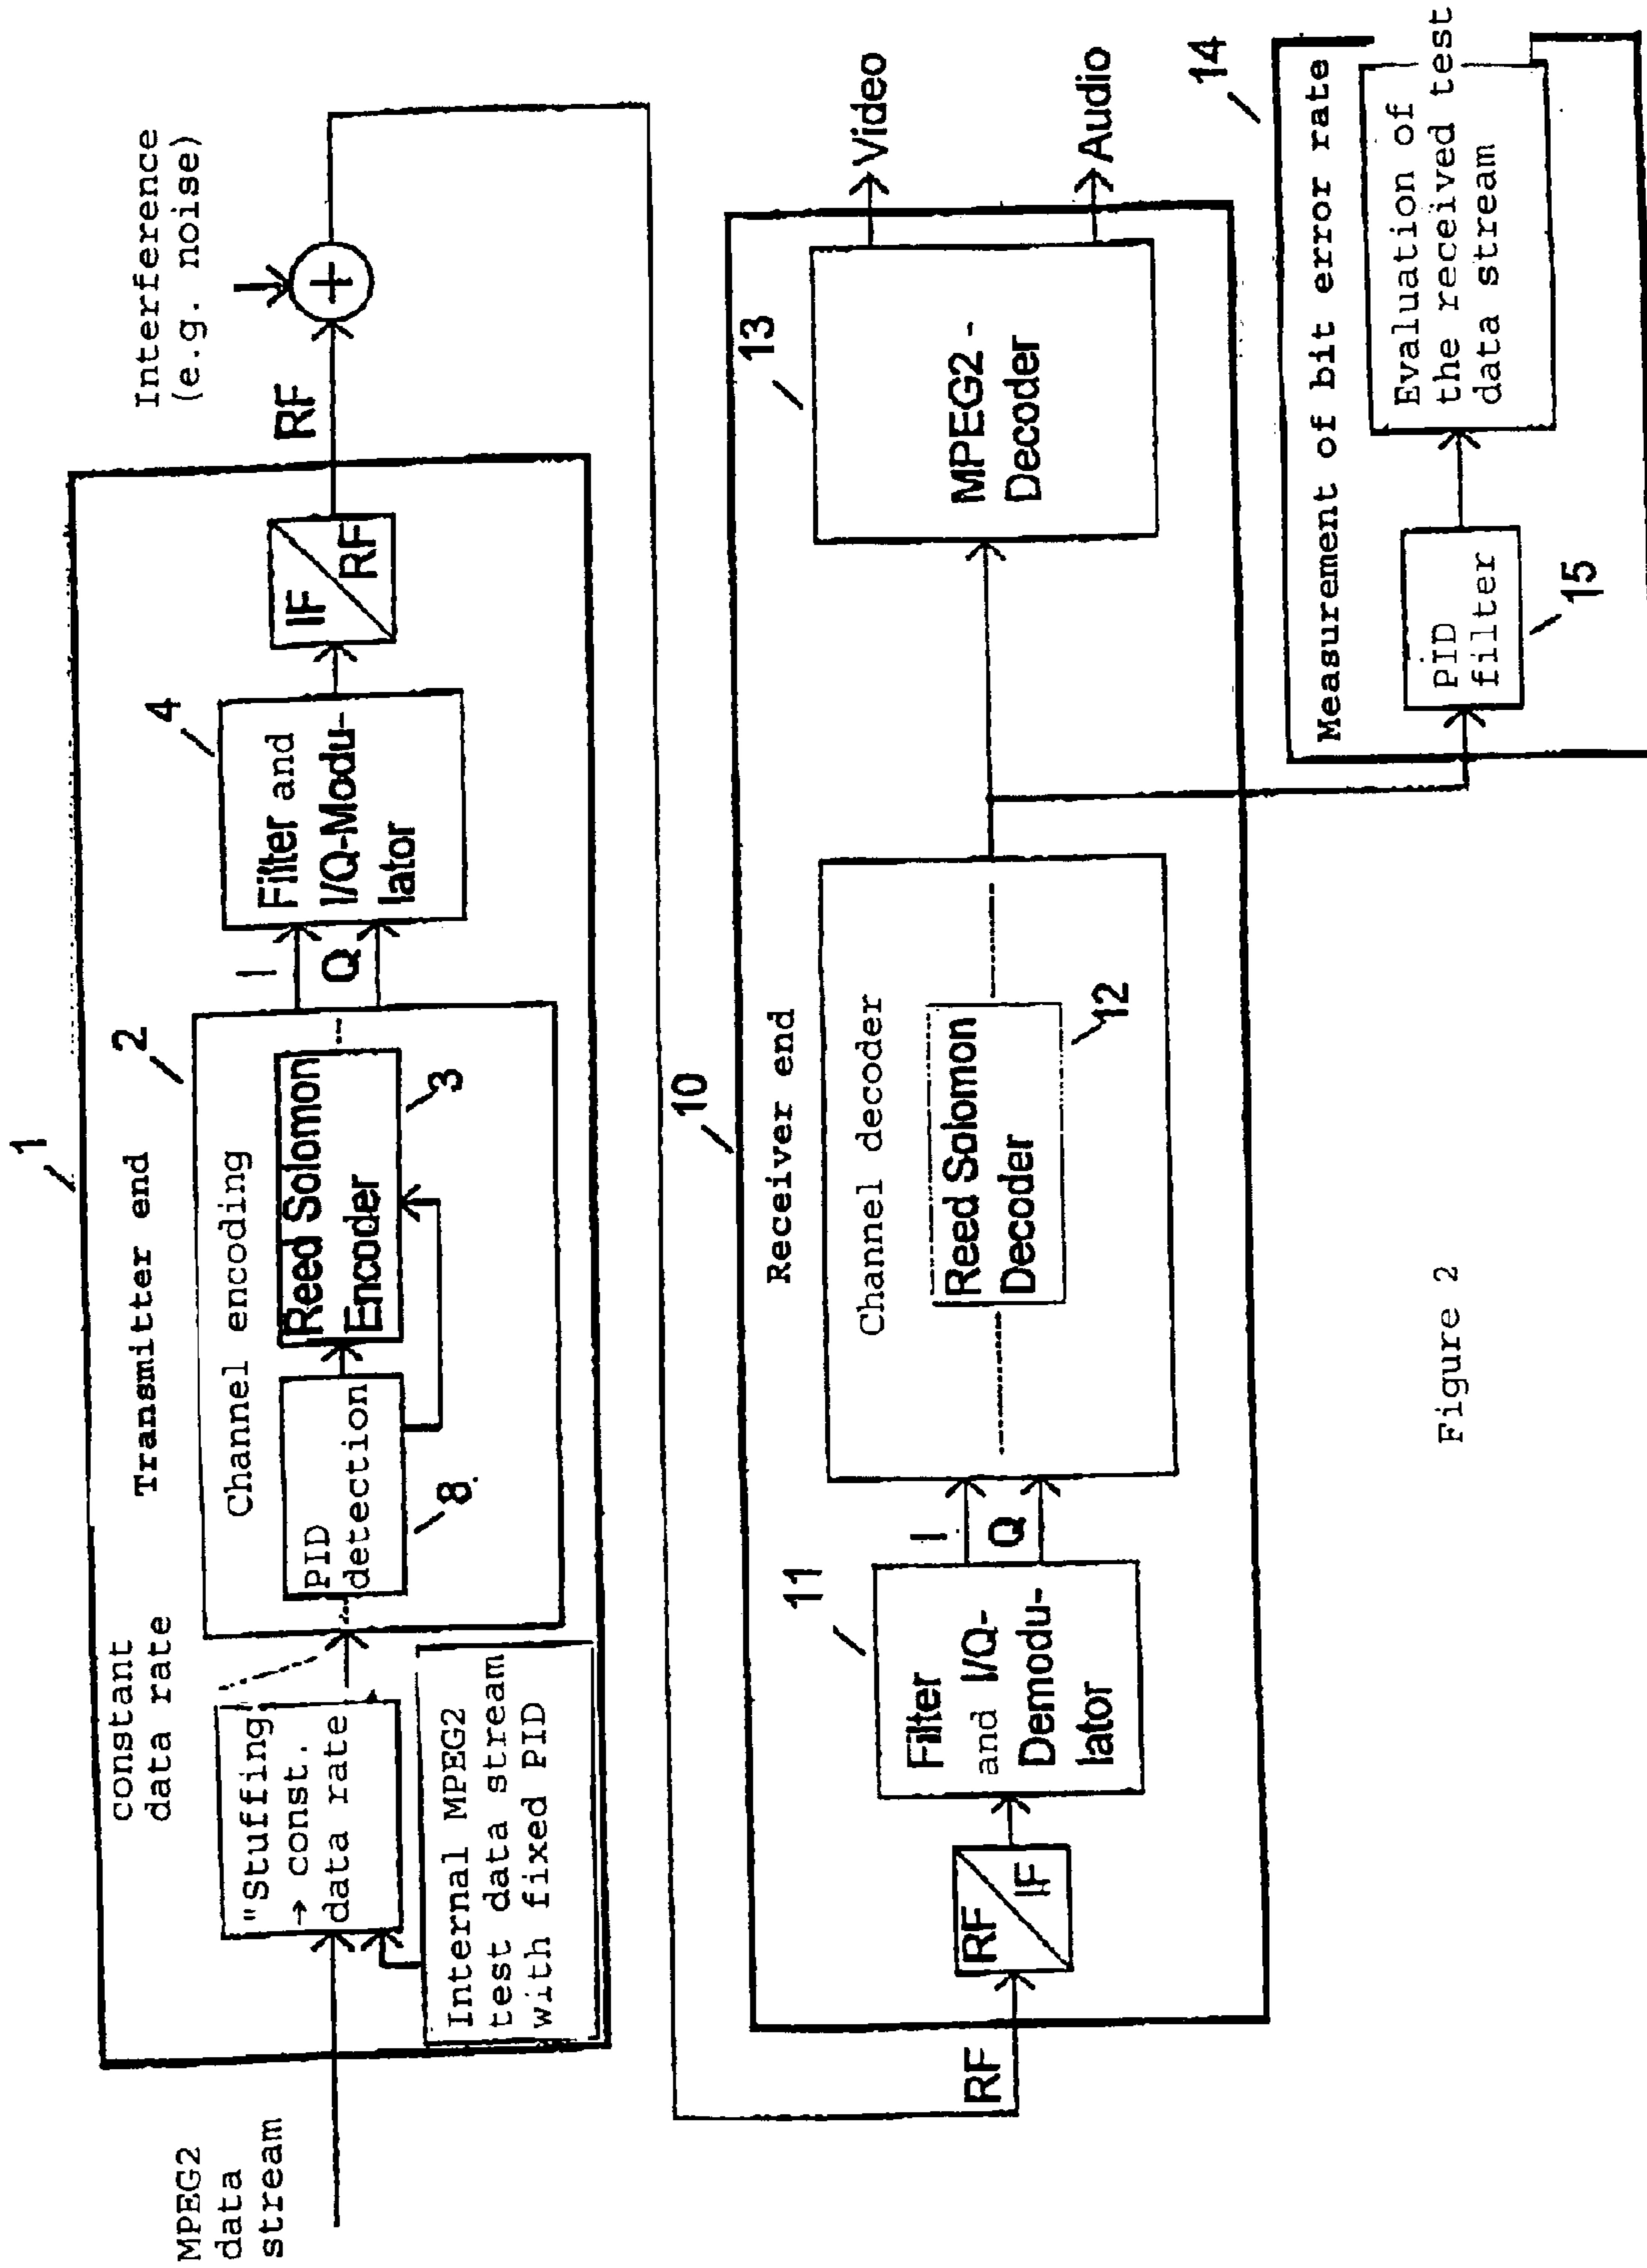 MPEG2
data
stream
1
Transmitter end
constant
data rate
"Stuffing
→ const.
data rate
Internal MPEG2
test data stream
with fixed PID
2
Channel encoding
PID
detection
8
Reed Solomon
Encoder
3
I
Q
4
Filter and
I/Q-Modu-
lator
IF
RF
RF
Interference
(e.g. noise)
+
10
Receiver end
RF
RF
IF
11
Filter
and I/Q-
Demodu-
lator
I
Q
Channel decoder
Reed Solomon
Decoder
12
13
MPEG2 -
Decoder
Video
Audio
14
Measurement of bit error rate
PID
filter
15
Evaluation of
the received test
data stream
Figure 2